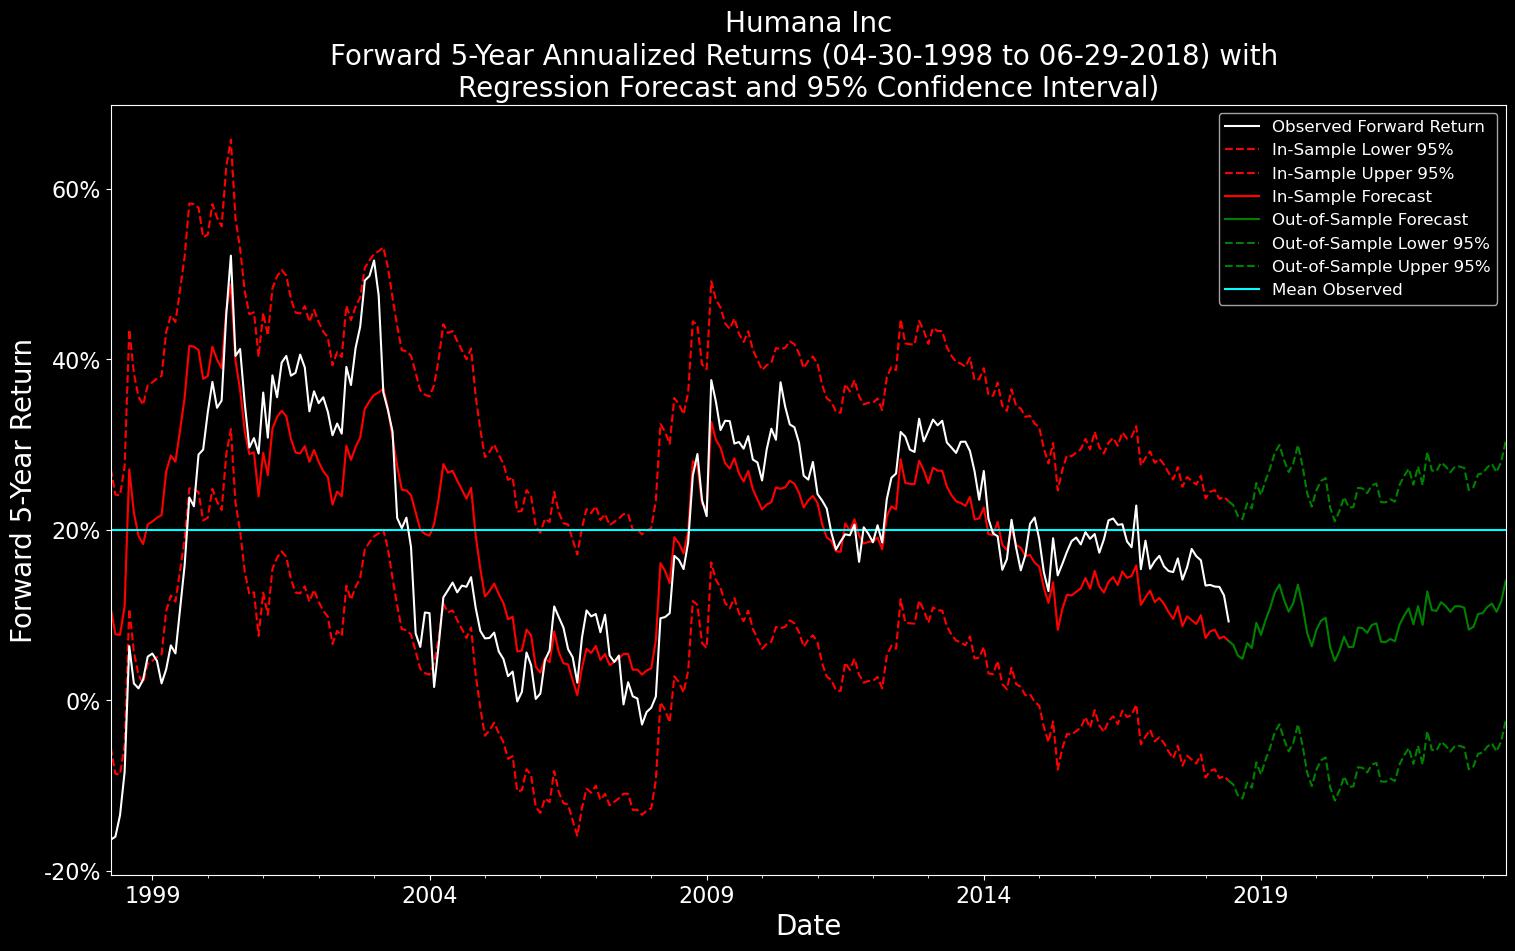 Humana Inc
Forward 5-Year Annualized Returns (04-30-1998 to 06-29-2018) with
Regression Forecast and 95% Confidence Interval)
Observed Forward Return
In-Sample Lower 95%
In-Sample Upper 95%
In-Sample Forecast
Out-of-Sample Forecast
Out-of-Sample Lower 95%
Out-of-Sample Upper 95%
Mean Observed
Forward 5-Year Return
60%
40%
20%
0%
-20%
1999
2004
2009
2014
2019
Date